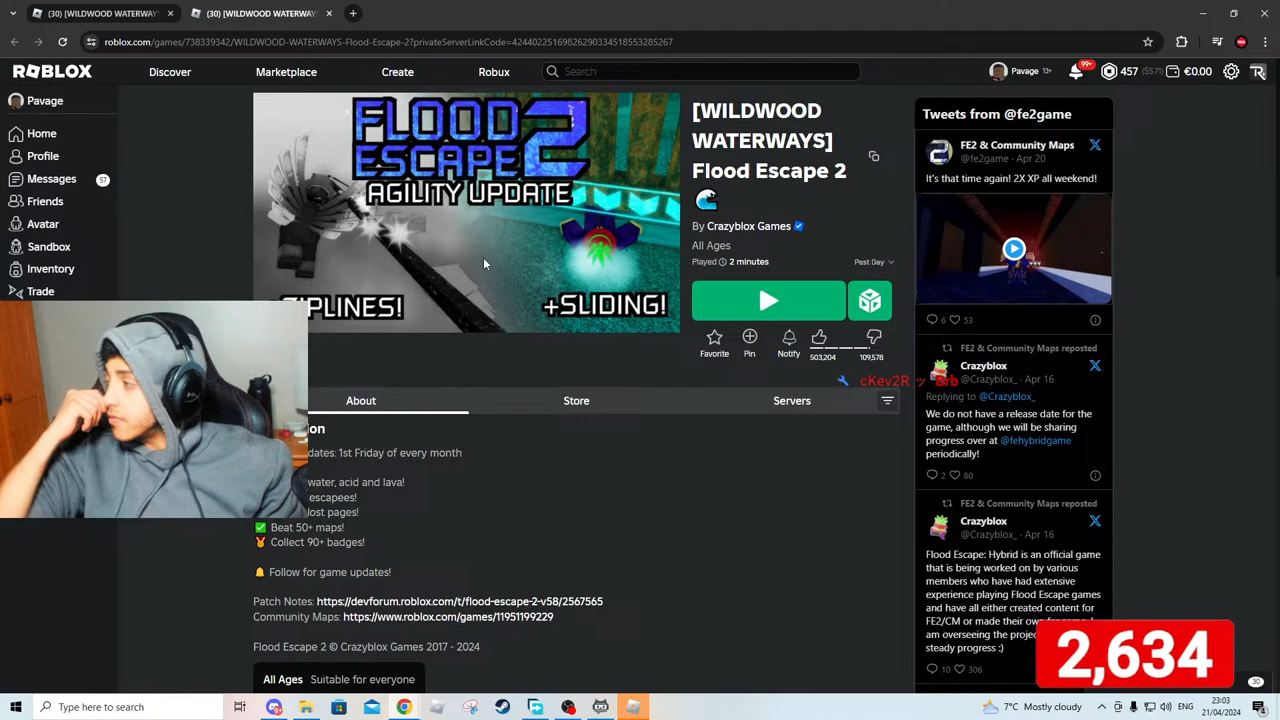 (30) [WILDWOOD WATERWAYS
(30) [WILDWOOD WATERWAYS
roblox.com/games/738339342/WILDWOOD-WATERWAYS-Flood-Escape-2?privateServerLinkCode=42440225169826290334518553285267
ROBLOX
Discover
Marketplace
Create
Robux
Search
Pavage 13+
99+
457
($5.71)
€0.00
Pavage
Home
Profile
Messages
57
Friends
Avatar
Sandbox
Inventory
Trade
FLOOD
ESCAPE 2
AGILITY UPDATE
+SLIDING!
[WILDWOOD
WATERWAYS]
Flood Escape 2
By Crazyblox Games
All Ages
Played 2 minutes
Past Day
Favorite
Pin
Notify
503,204
109,578
cKev2R ッ Brb
About
Store
Servers
1st Friday of every month
water, acid and lava!
escapees!
lost pages!
Beat 50+ maps!
Collect 90+ badges!
Follow for game updates!
Patch Notes: https://devforum.roblox.com/t/flood-escape-2-v58/2567565
Community Maps: https://www.roblox.com/games/11951199229
Flood Escape 2 © Crazyblox Games 2017 - 2024
All Ages
Suitable for everyone
Tweets from @fe2game
FE2 & Community Maps
@fe2game · Apr 20
It's that time again! 2X XP all weekend!
6
53
FE2 & Community Maps reposted
Crazyblox
@Crazyblox_ · Apr 16
Replying to @Crazyblox_
We do not have a release date for the
game, although we will be sharing
progress over at @fehybridgame
periodically!
2
80
FE2 & Community Maps reposted
Crazyblox
@Crazyblox_ · Apr 16
Flood Escape: Hybrid is an official game
that is being worked on by various
members who have had extensive
experience playing Flood Escape games
and have all either created content for
FE2/CM or made their own
am overseeing the
steady progress :)
10
306
2,634
30
Type here to search
7°C Mostly cloudy
ENG
23:03
21/04/2024
4